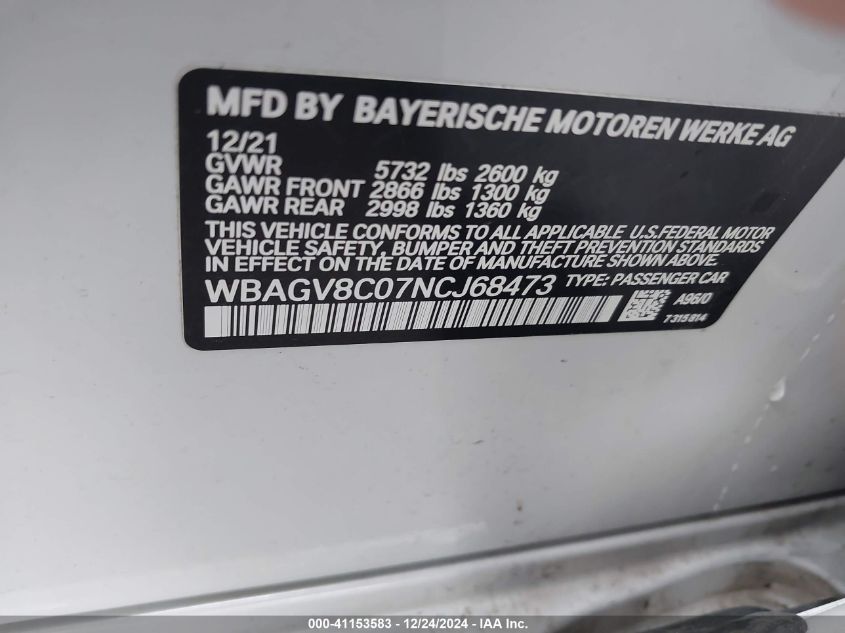 MFD BY BAYERISCHE MOTOREN WERKE AG
12/21
GVWR 5732 lbs 2600 kg
GAWR FRONT 2866 lbs 1300 kg
GAWR REAR 2998 lbs 1360 kg
THIS VEHICLE CONFORMS TO ALL APPLICABLE U.S.FEDERAL MOTOR
VEHICLE SAFETY, BUMPER AND THEFT PREVENTION STANDARDS
IN EFFECT ON THE DATE OF MANUFACTURE SHOWN ABOVE.
WBAGV8C07NCJ68473 TYPE: PASSENGER CAR
A96/0
7315814
000-41153583 - 12/24/2024 - IAA Inc.